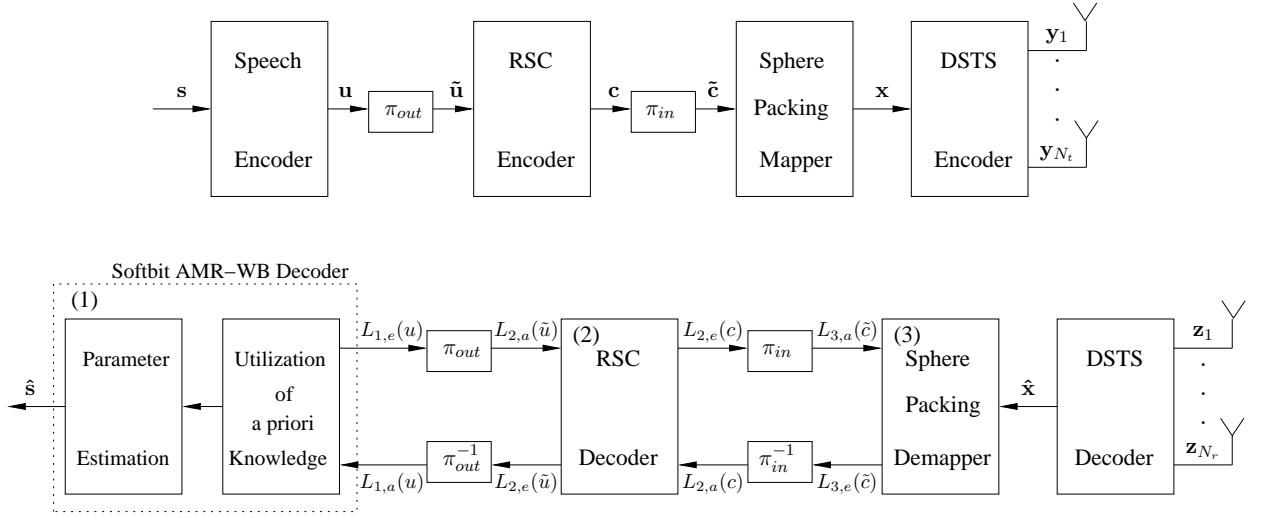 Speech
Encoder
RSC
Encoder
Sphere
Packing
Mapper
DSTS
Encoder
s
u
π_out
ũ
c
π_in
c̃
x
y_1
y_{N_t}
Softbit AMR−WB Decoder
(1)
Parameter
Estimation
Utilization
of
a priori
Knowledge
ŝ
L_{1,e}(u)
π_out
L_{2,a}(ũ)
(2)
RSC
Decoder
L_{2,e}(c)
π_in
L_{3,a}(c̃)
(3)
Sphere
Packing
Demapper
x̂
DSTS
Decoder
z_1
z_{N_r}
L_{1,a}(u)
π_out^{−1}
L_{2,e}(ũ)
L_{2,a}(c)
π_in^{−1}
L_{3,e}(c̃)